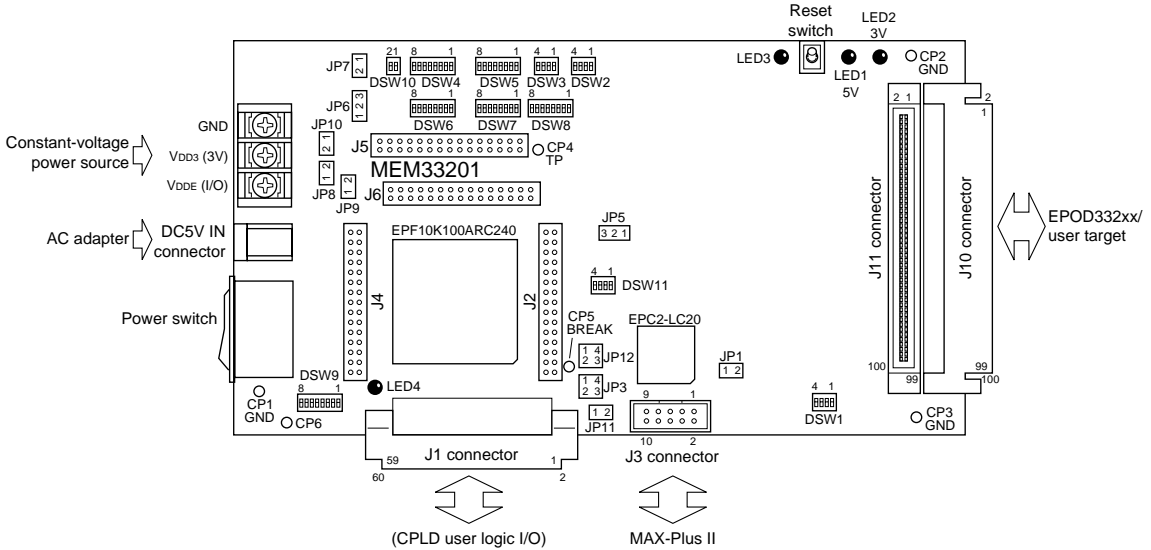 Reset
switch
LED2
3V
LED3
LED1
5V
CP2
GND
JP7
2 1
21
DSW10
8 1
DSW4
8 1
DSW5
4 1
DSW3
4 1
DSW2
JP6
1 2 3
8 1
DSW6
8 1
DSW7
8 1
DSW8
2 1
2
1
GND
JP10
2 1
J5
CP4
TP
Constant-voltage
power source
VDD3 (3V)
MEM33201
VDDE (I/O)
1 2
JP8
1 2
JP9
J6
JP5
3 2 1
AC adapter
DC5V IN
connector
EPF10K100ARC240
J11 connector
J10 connector
EPOD332xx/
user target
J4
J2
4 1
DSW11
Power switch
CP5
BREAK
EPC2-LC20
1 4
2 3
JP12
JP1
1 2
100
99
99
100
DSW9
8 1
LED4
1 4
2 3
JP3
9 1
4 1
DSW1
CP1
GND
CP6
1 2
JP11
CP3
GND
10 2
59
60
J1 connector
1
2
J3 connector
(CPLD user logic I/O)
MAX-Plus II